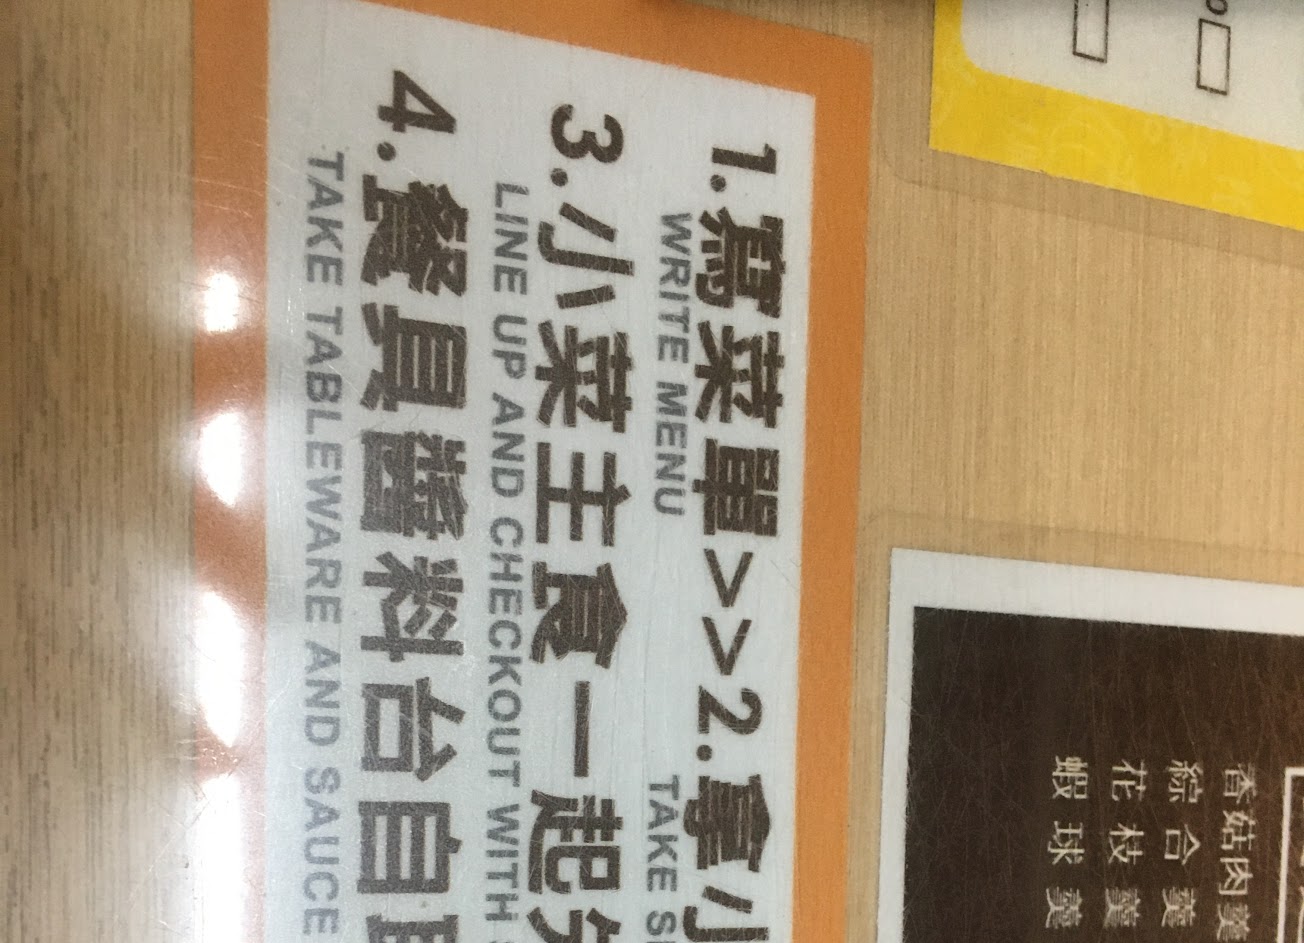 1.寫菜單>>2.拿小
WRITE MENU
TAKE
3.小菜主食一起
LINE UP AND CHECKOUT WITH
4.餐具醬料台自
TAKE TABLEWARE AND SAUCE
香菇肉羹
綜合羹
花枝羹
蝦球羹